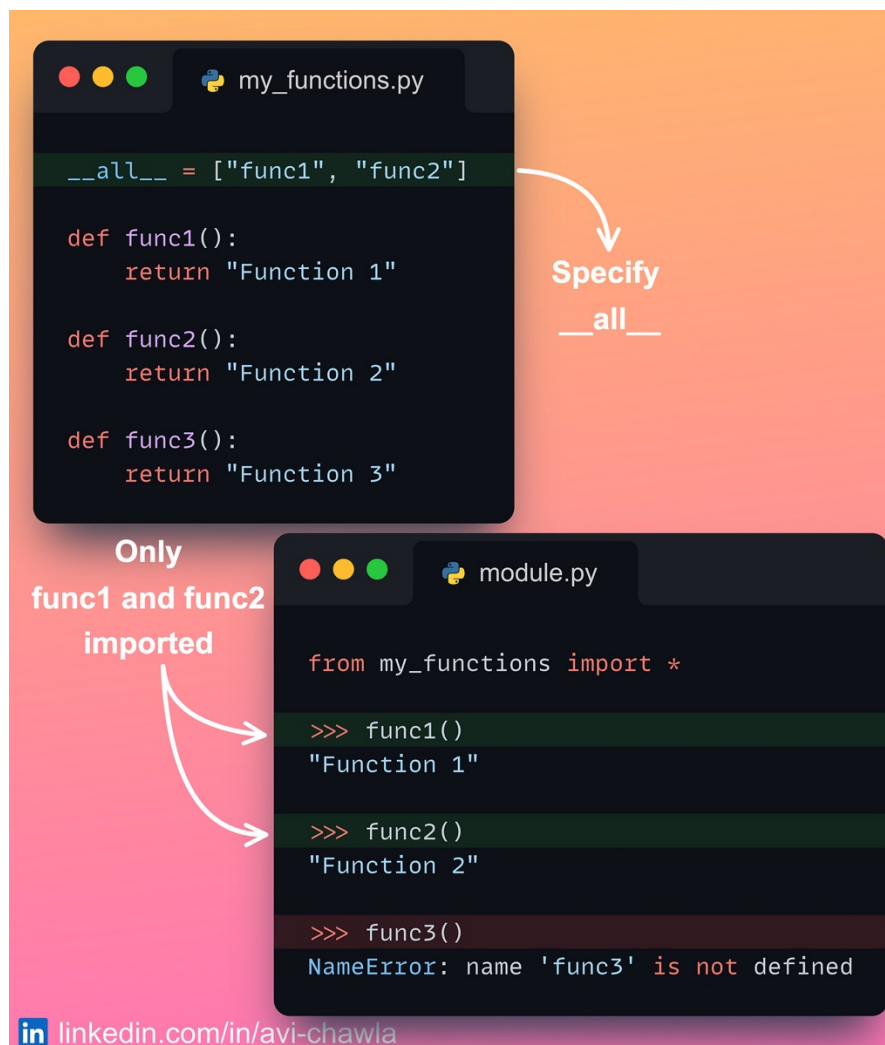 my_functions.py
__all__ = ["func1", "func2"]
def func1():
    return "Function 1"
def func2():
    return "Function 2"
def func3():
    return "Function 3"
Specify
__all__
Only
func1 and func2
imported
module.py
from my_functions import *
>>> func1()
"Function 1"
>>> func2()
"Function 2"
>>> func3()
NameError: name 'func3' is not defined
in linkedin.com/in/avi-chawla